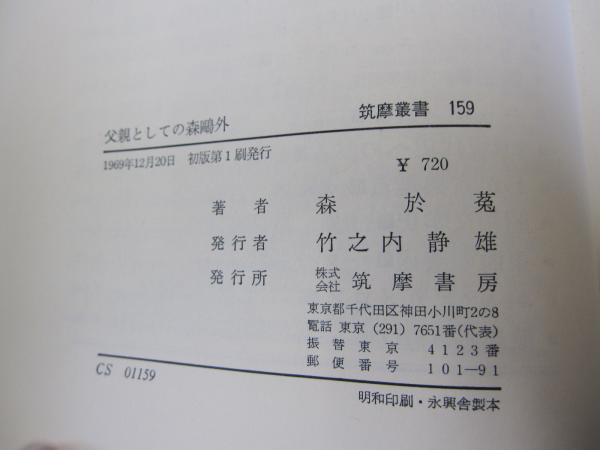 父親としての森鷗外 筑摩叢書 159
1969年12月20日 初版第1刷発行
¥ 720
著者 森於菟
発行者 竹之内静雄
発行所 株式会社 筑摩書房
東京都千代田区神田小川町2の8
電話 東京 (291) 7651番(代表)
振替東京 4123番
郵便番号 101—91
CS 01159
明和印刷・永興舎製本